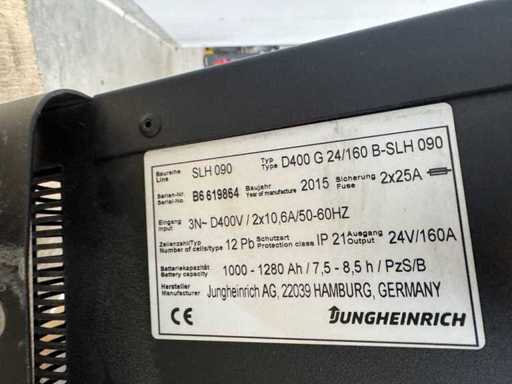 Baureihe Line SLH 090 Typ Type D400 G 24/160 B-SLH 090
Serien-Nr. Serial-No. B6 619864 Baujahr Year of manufacture 2015 Sicherung Fuse 2x25A
Eingang Input 3N~ D400V / 2x10,6A/50-60HZ
Zellenzahl/Typ Number of cells/type 12 Pb Schutzart Protection class IP 21 Ausgang Output 24V/160A
Batteriekapazität Battery capacity 1000 - 1280 Ah / 7,5 - 8,5 h / PzS/B
Hersteller Manufacturer Jungheinrich AG, 22039 HAMBURG, GERMANY
CE JUNGHEINRICH